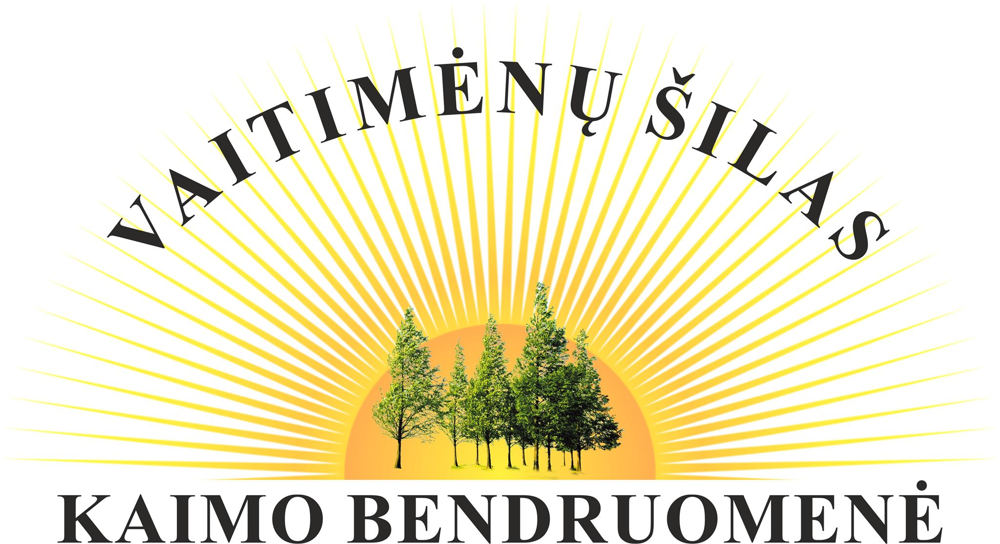 VAITIMĖNŲ ŠILAS
KAIMO BENDRUOMENĖ